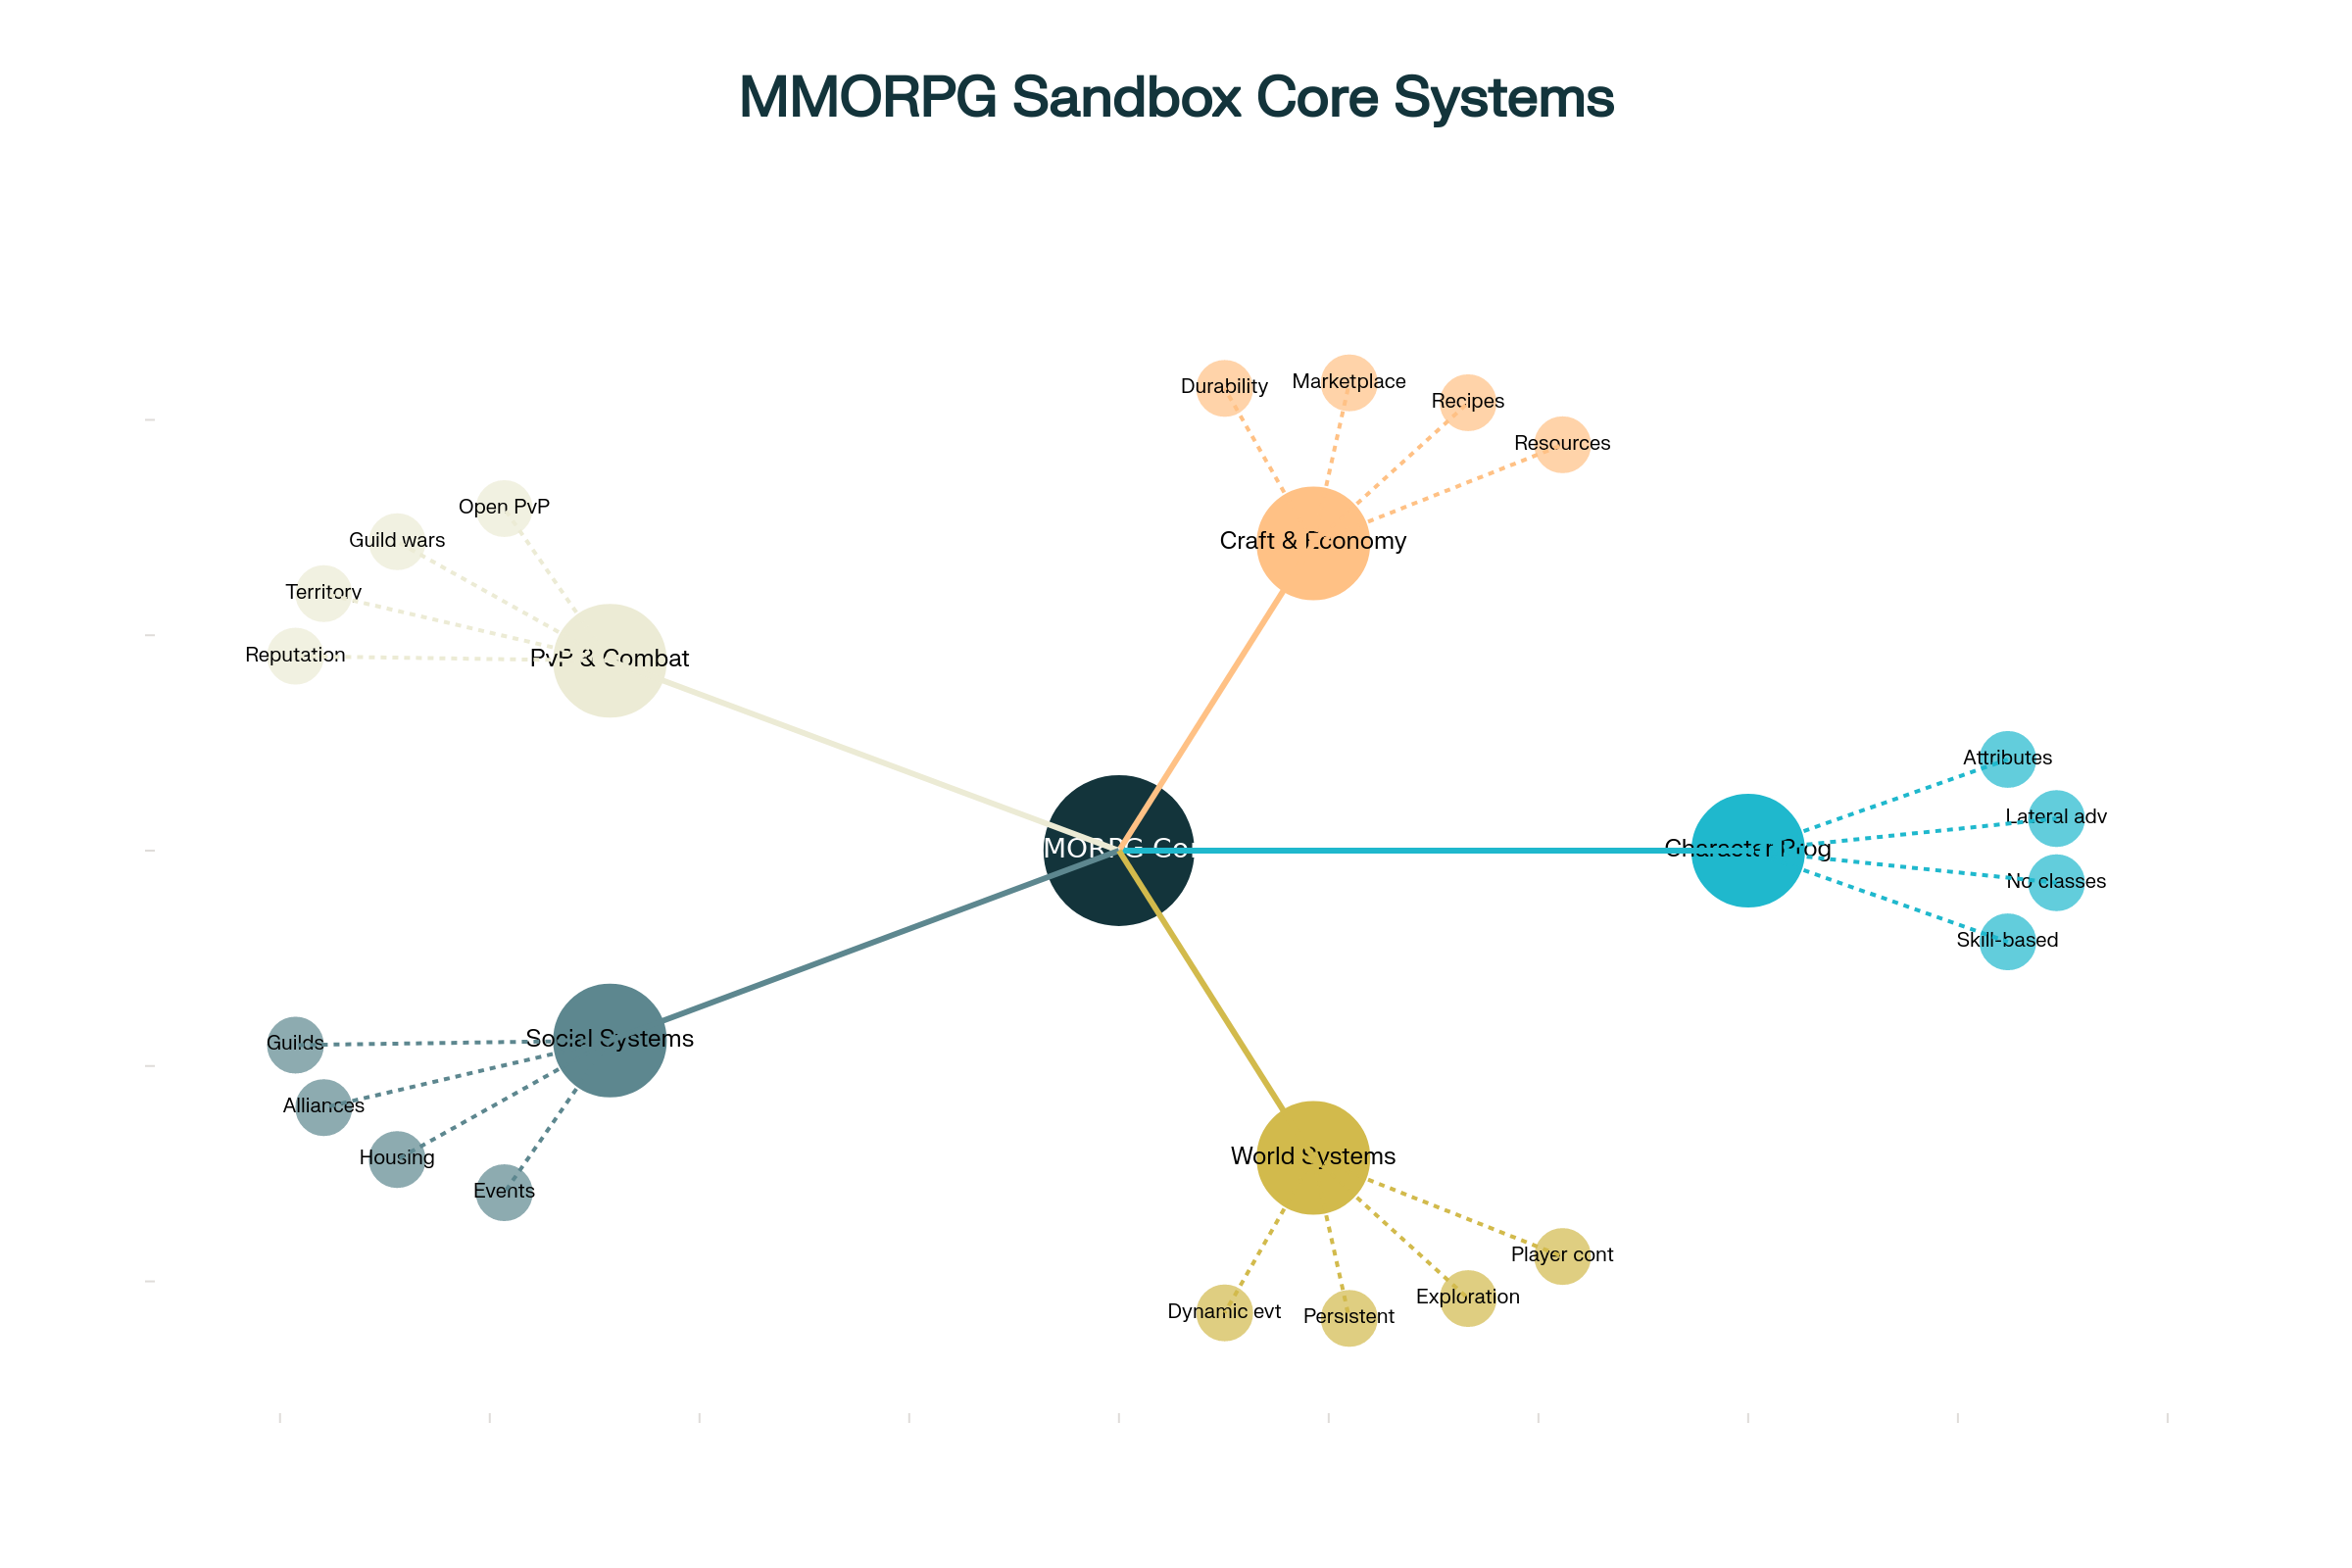 MMORPG Sandbox Core Systems
Durability
Marketplace
Recipes
Resources
Craft & Economy
Open PvP
Guild wars
Territory
Reputation
PvP & Combat
Attributes
Lateral adv
No classes
Skill-based
Character Prog
MORPG Co
Social Systems
Guilds
Alliances
Housing
Events
World Systems
Player cont
Exploration
Persistent
Dynamic evt